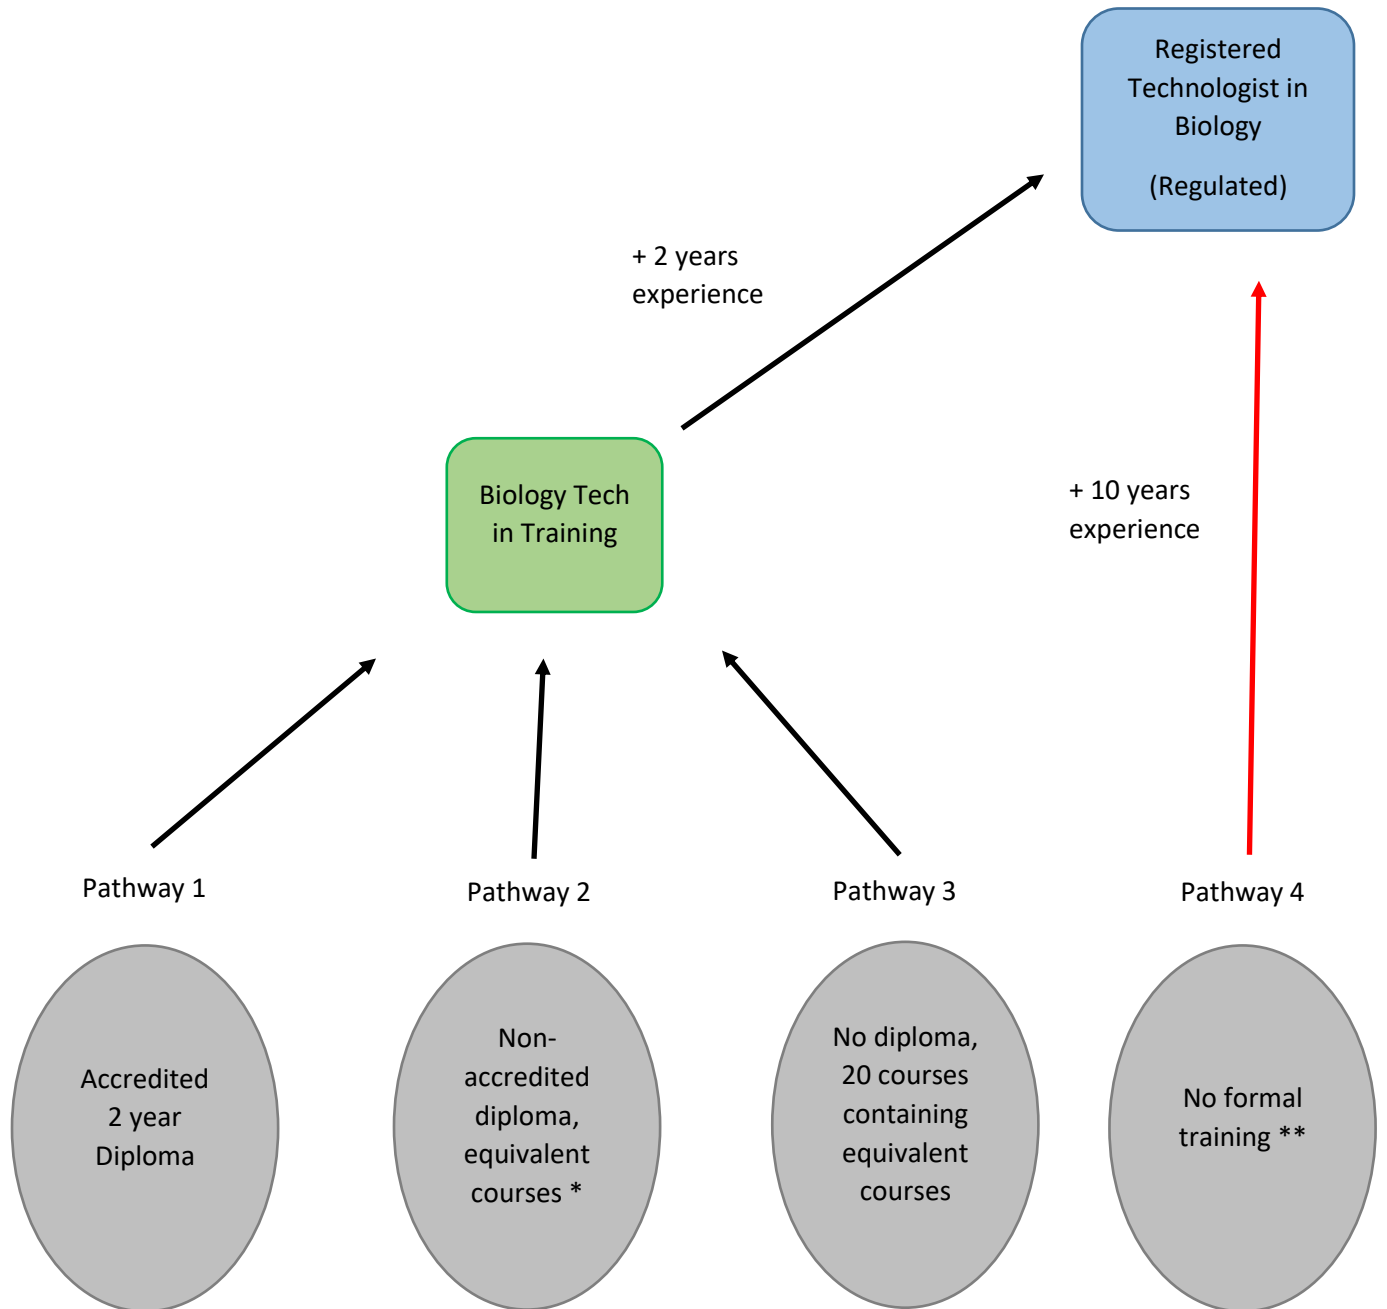 Registered
Technologist in
Biology
(Regulated)
+ 2 years
experience
Biology Tech
in Training
+ 10 years
experience
Pathway 1
Pathway 2
Pathway 3
Pathway 4
Accredited
2 year
Diploma
Non-
accredited
diploma,
equivalent
courses *
No diploma,
20 courses
containing
equivalent
courses
No formal
training **